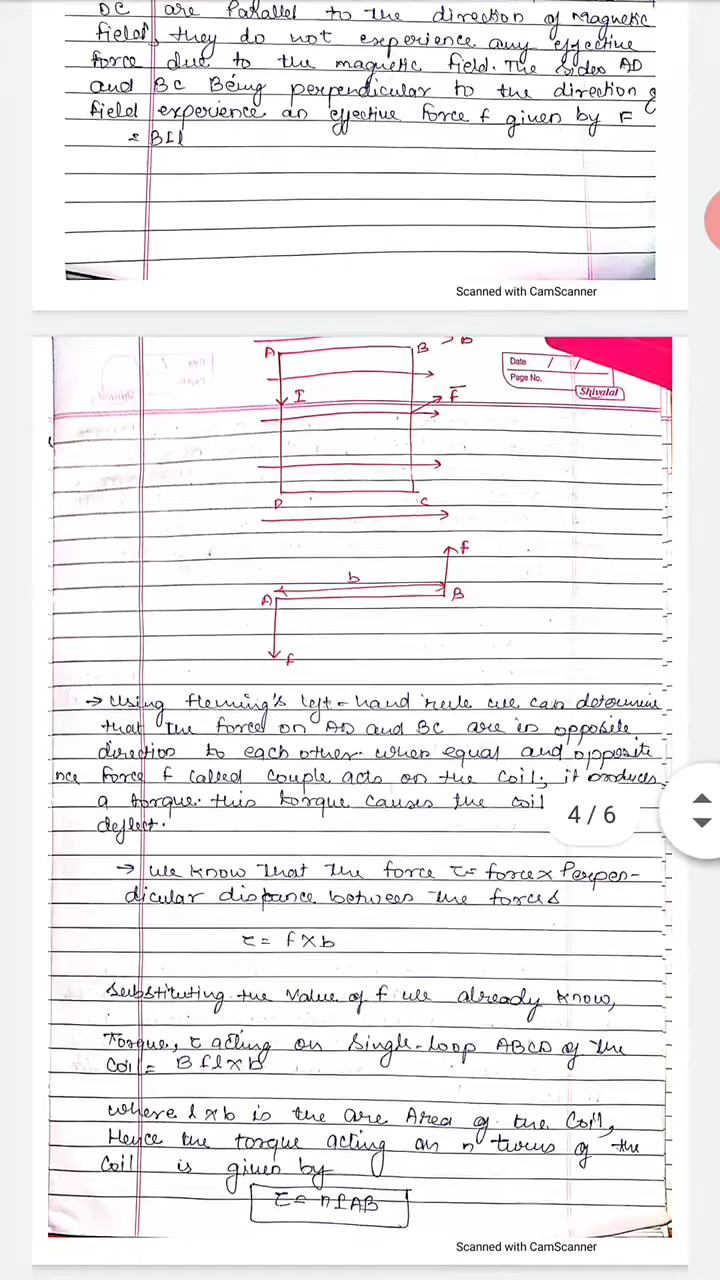 DC are Parallel to the direction of Magnetic
field, they do not experience any effective
force due to the magnetic field. The sides AD
and BC Being perpendicular to the direction of
field experience an effective force f given by F
= BIl
Scanned with CamScanner
A B B
Date / /
Page No.
Shivalal
I F
D C
f
b
A B
f
→ Using fleming's left-hand rule we can determine
that The force on AD and BC are in opposite
direction to each other. when equal and opposite
nce force f called couple acts on the coil, it produces
a torque. this torque causes the coil
4 / 6
deflect.
→ we know that the force τ = force x Perpen-
dicular distance between the forces
τ = f x b
Substituting the value of f we already know,
Torque, τ acting on single-loop ABCD of the
coil = BIl x b
where l x b is the are Area of the coil,
Hence the torque acting on n turns of the
coil is given by
τ = nIAB
Scanned with CamScanner